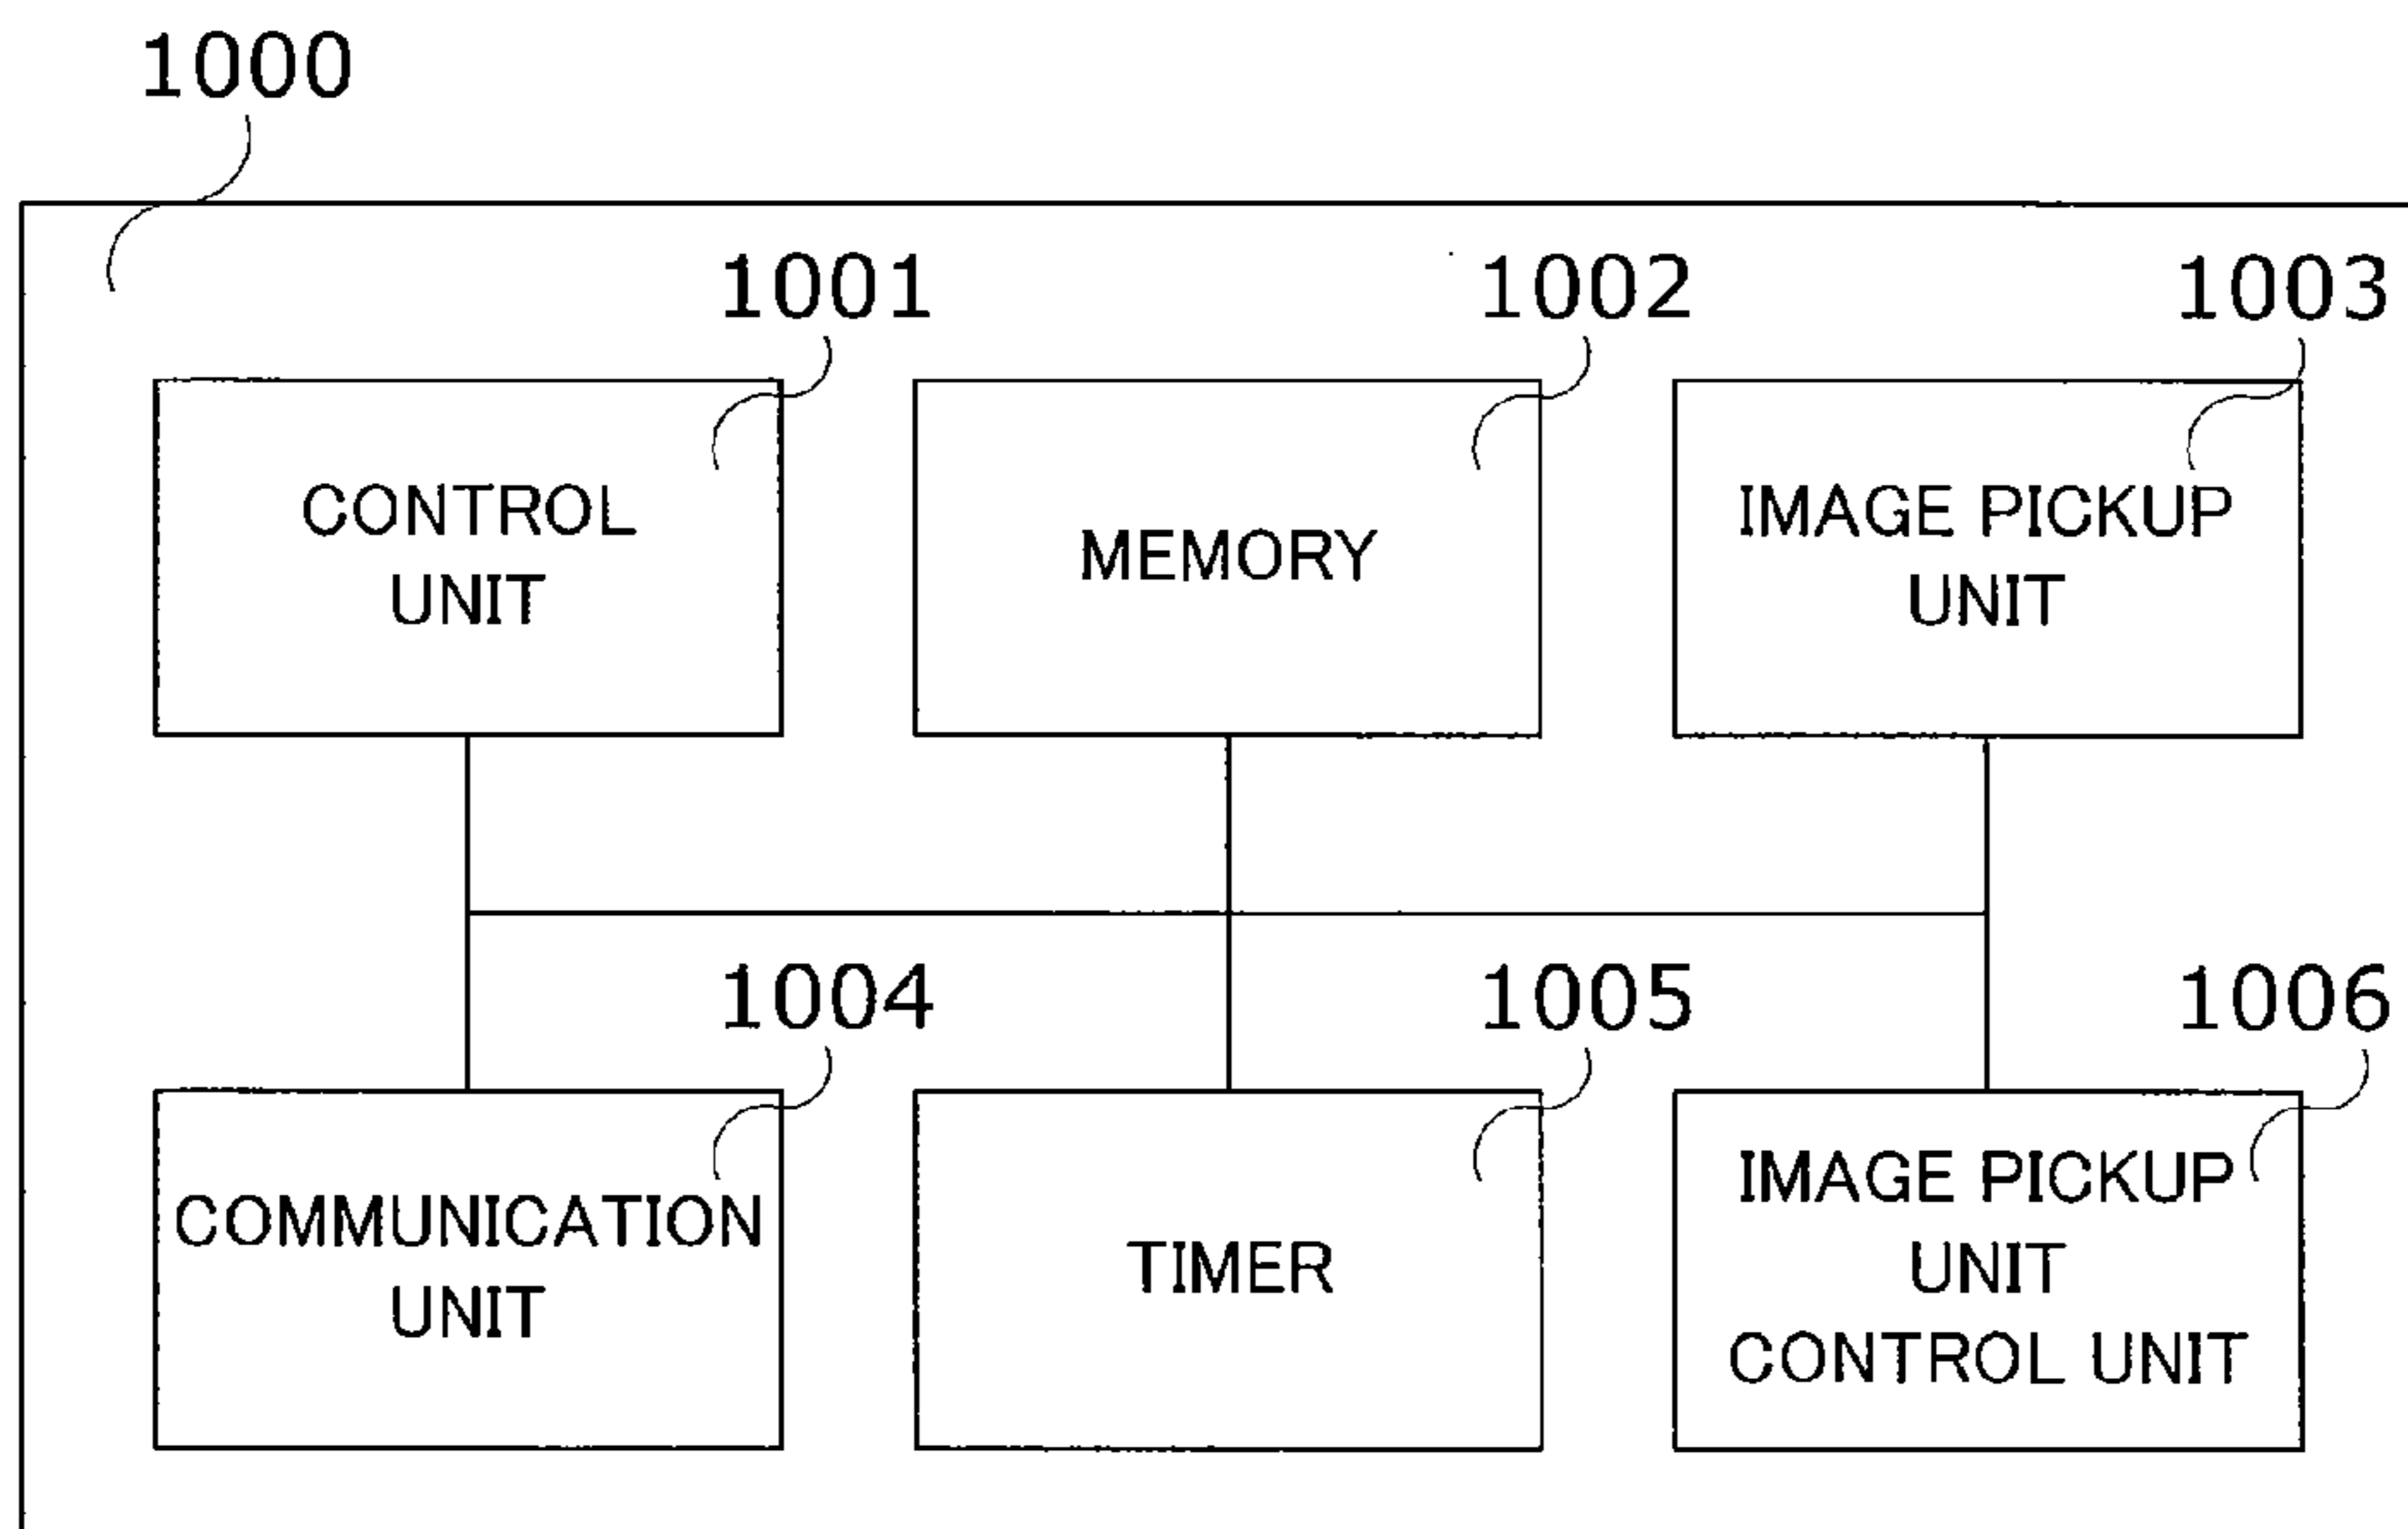 1000
1001
1002
1003
CONTROL
UNIT
MEMORY
IMAGE PICKUP
UNIT
1004
1005
1006
COMMUNICATION
UNIT
TIMER
IMAGE PICKUP
UNIT
CONTROL UNIT